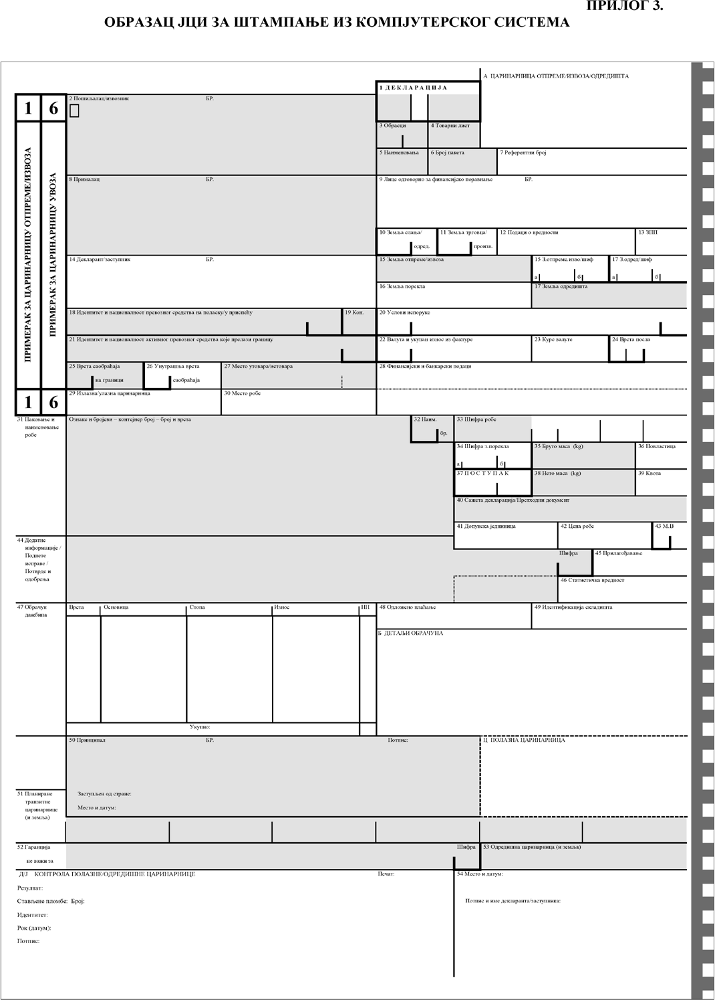 ПРИЛОГ 3.
ОБРАЗАЦ ЈЦИ ЗА ШТАМПАЊЕ ИЗ КОМПЈУТЕРСКОГ СИСТЕМА
А ЦАРИНАРНИЦА ОТПРЕМЕ/ИЗВОЗА/ОДРЕДИШТА
1 Д Е К Л А Р А Ц И Ј А
1 6
2 Пошиљалац/извозник БР.
3 Обрасци 4 Товарни лист
5 Наименовања 6 Број пакета 7 Референтни број
ПРИМЕРАК ЗА ЦАРИНАРНИЦУ ОТПРЕМЕ/ИЗВОЗА
ПРИМЕРАК ЗА ЦАРИНАРНИЦУ УВОЗА
8 Прималац БР. 9 Лице одговорно за финансијско поравнање БР.
10 Земља слања/ 11 Земља трговца/ 12 Подаци о вредности 13 ЗПП
одред. произв.
14 Декларант/заступник БР. 15 Земља отпреме/извоза 15 З.отпреме.изво/шиф 17 З.одред/шиф
а б а б
16 Земља порекла 17 Земља одредишта
18 Идентитет и националност превозног средства на поласку/у приспећу 19 Кон. 20 Услови испоруке
21 Идентитет и националност активног превозног средства које прелази границу 22 Валута и укупан износ из фактуре 23 Курс валуте 24 Врста посла
25 Врста саобраћаја 26 Унутрашња врста 27 Место утовара/истовара 28 Финансијски и банкарски подаци
на граници саобраћаја
1 6
29 Излазна/улазна царинарница 30 Место робе
31 Паковање и
наименовање
робе
Ознаке и бројеви – контејнер број – број и врста 32 Наим. 33 Шифра робе
бр.
34 Шифра з.порекла 35 Бруто маса (kg) 36 Повластица
а б
37 П О С Т У П А К 38 Нето маса (kg) 39 Квота
40 Сажета декларација/Претходни документ
41 Допунска једнииица 42 Цена робе 43 М.В
44 Додатне
информације /
Поднете
исправе /
Потврде и
одобрења
Шифра 45 Прилагођавање
46 Статистичка вредност
47 Обрачун
дажбина
Врста Основица Стопа Износ НП 48 Одложено плаћање 49 Идентификација складишта
Б ДЕТАЉИ ОБРАЧУНА
Укупно:
50 Принципал БР. Потпис: Ц ПОЛАЗНА ЦАРИНАРНИЦА
51 Планиране
транзитне
царинарнице
(и земља)
Заступљен од стране:
Место и датум:
52 Гаранција Шифра 53 Одредишна царинарница (и земља)
не важи за
Д/Ј КОНТРОЛА ПОЛАЗНЕ/ОДРЕДИШНЕ ЦАРИНАРНИЦЕ Печат: 54 Место и датум:
Резултат:
Стављене пломбе: Број: Потпис и име декларанта/заступника:
Идентитет:
Рок (датум):
Потпис: